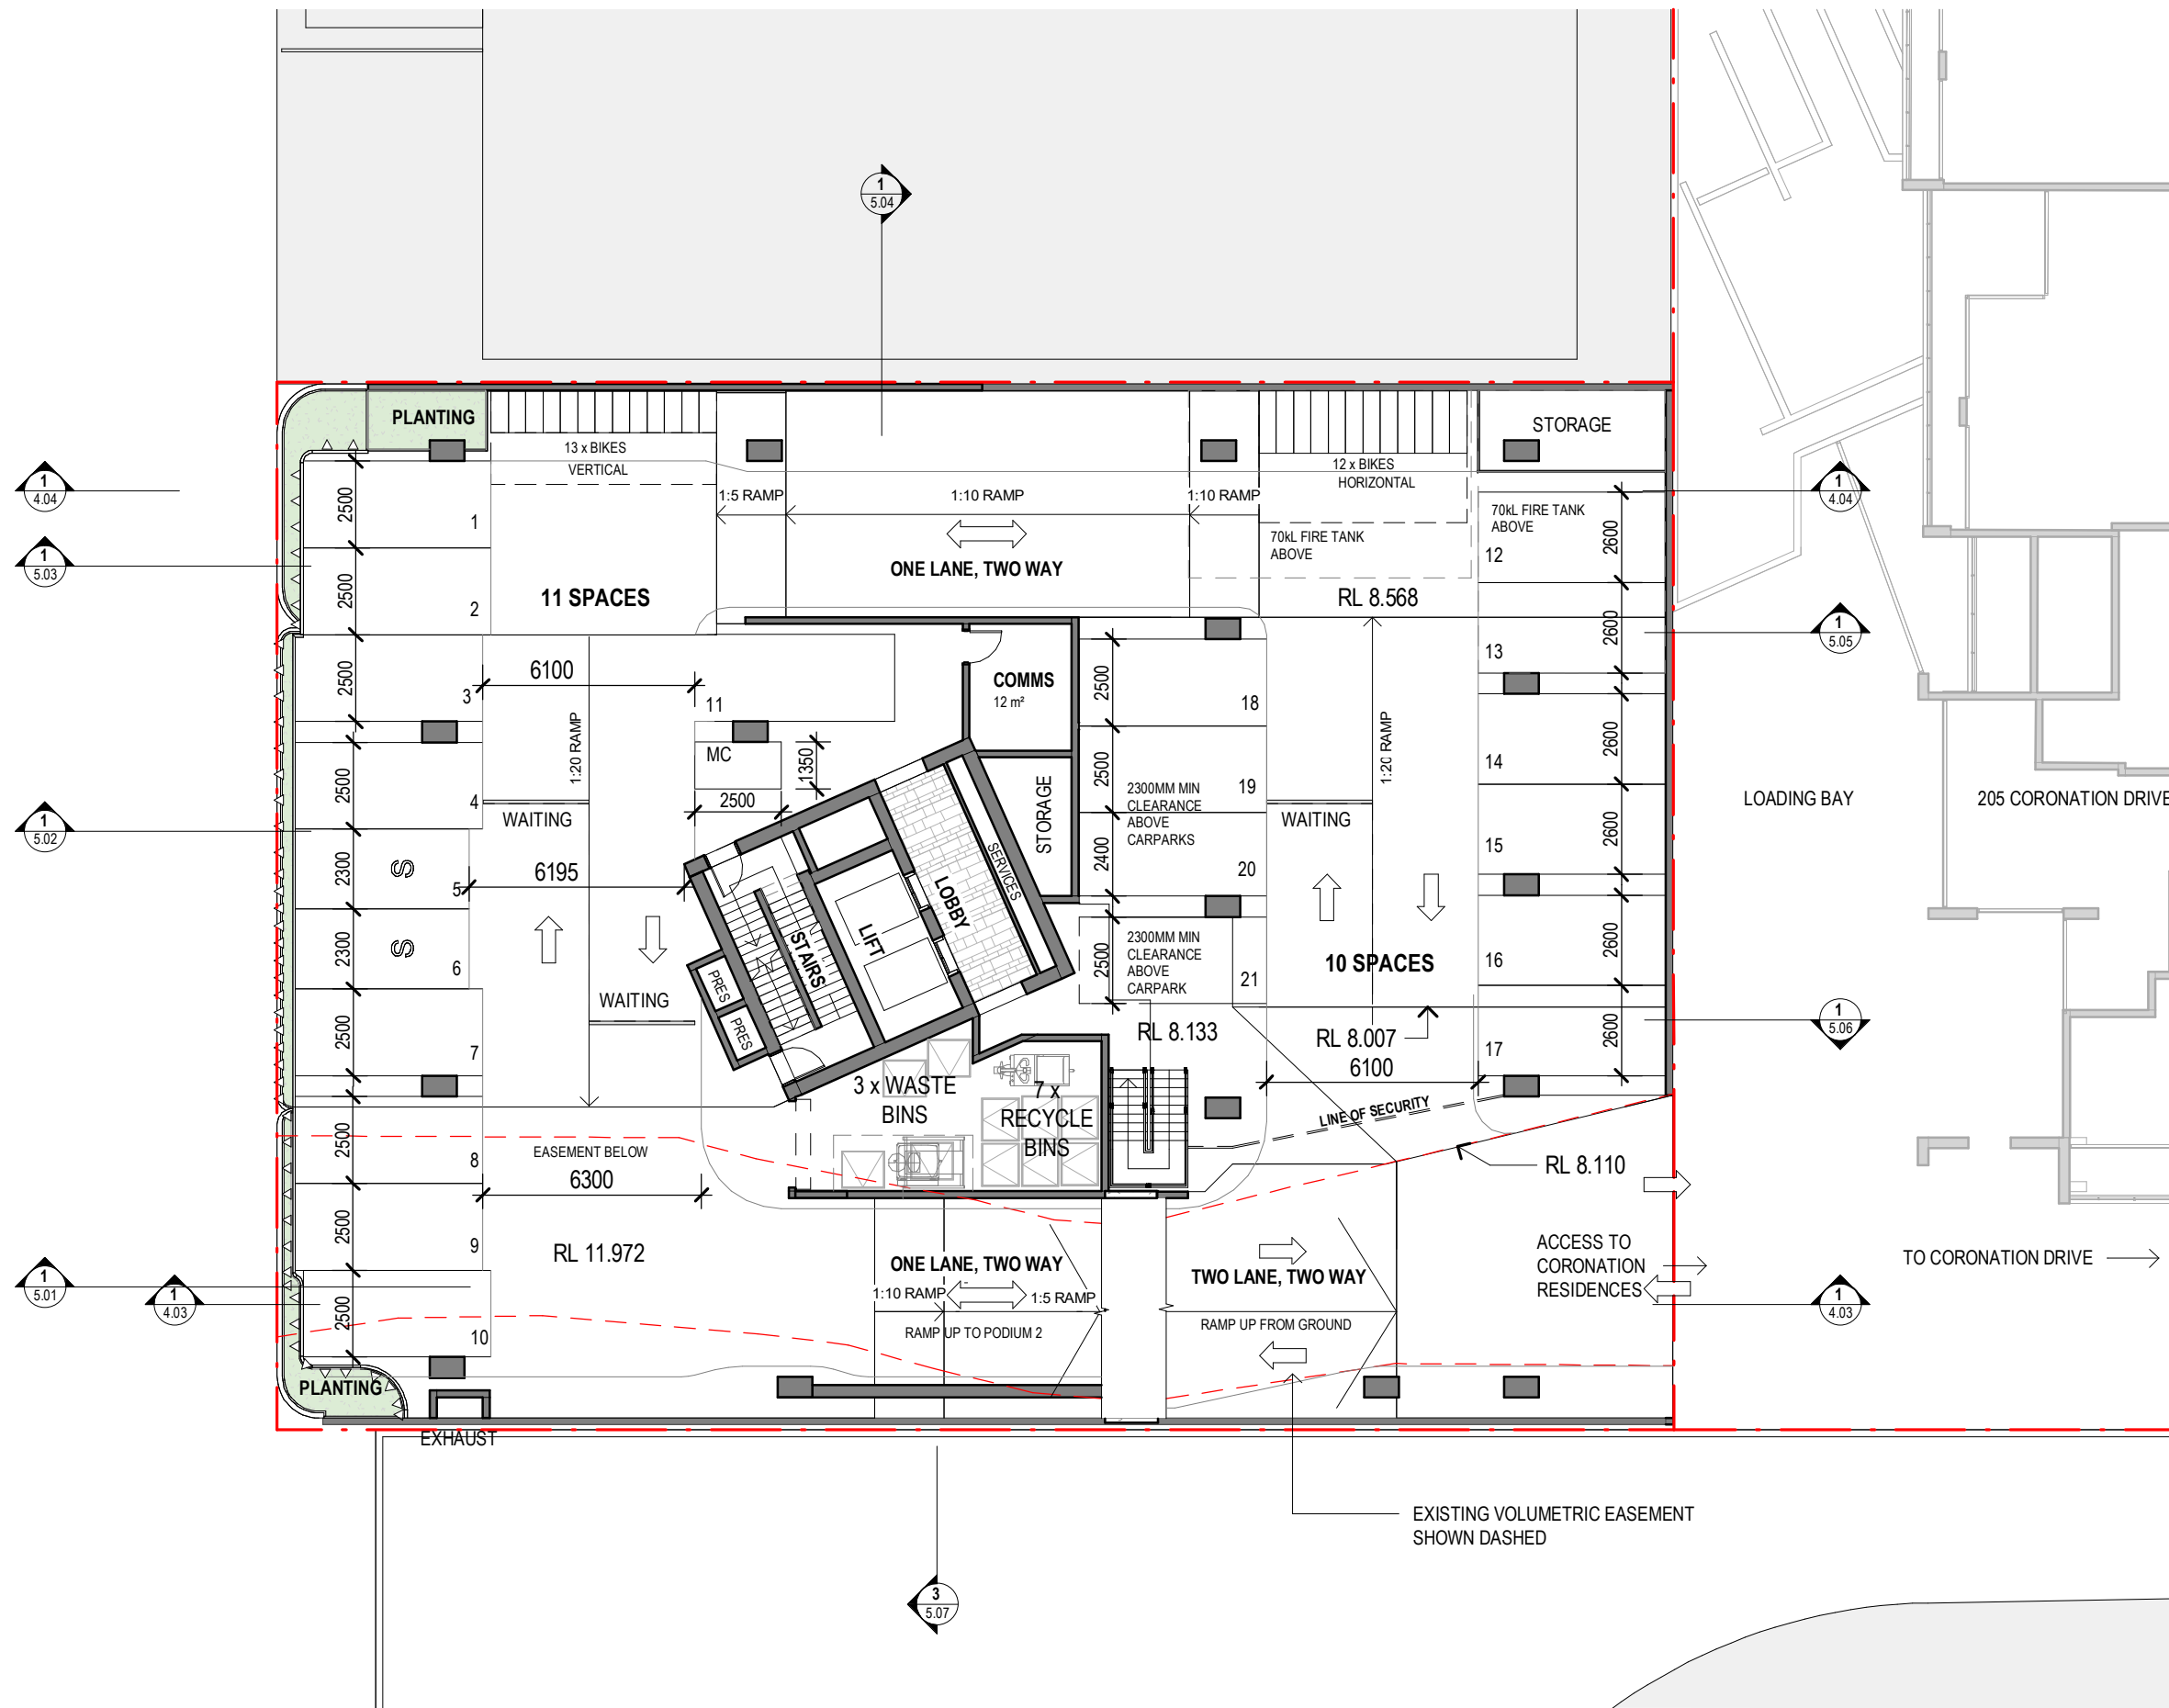 1
5.04
PLANTING
13 x BIKES
VERTICAL
12 x BIKES
HORIZONTAL
STORAGE
1
4.04
1
4.04
1:5 RAMP
1:10 RAMP
1:10 RAMP
70kL FIRE TANK
ABOVE
70kL FIRE TANK
ABOVE
2500
1
12
2600
1
5.03
ONE LANE, TWO WAY
11 SPACES
RL 8.568
2500
2
13
2600
1
5.05
2500
3
6100
11
COMMS
12 m²
2500
18
1:20 RAMP
1:20 RAMP
MC
1350
2500
2500
4
WAITING
2500
19
2300MM MIN
CLEARANCE
ABOVE
CARPARKS
WAITING
14
2600
LOADING BAY
205 CORONATION DRIVE
1
5.02
STORAGE
SERVICES
LOBBY
LIFT
STAIRS
PRES
PRES
2300
S
5
6195
2400
20
15
2600
2300
S
6
2300MM MIN
CLEARANCE
ABOVE
CARPARK
2500
21
10 SPACES
16
2600
WAITING
2500
7
RL 8.133
RL 8.007
6100
17
2600
1
5.06
3 x WASTE
BINS
7 x
RECYCLE
BINS
LINE OF SECURITY
2500
8
EASEMENT BELOW
6300
RL 8.110
2500
9
RL 11.972
ONE LANE, TWO WAY
1:10 RAMP
1:5 RAMP
RAMP UP TO PODIUM 2
TWO LANE, TWO WAY
RAMP UP FROM GROUND
ACCESS TO
CORONATION
RESIDENCES
TO CORONATION DRIVE
1
5.01
1
4.03
1
4.03
2500
10
PLANTING
EXHAUST
EXISTING VOLUMETRIC EASEMENT
SHOWN DASHED
3
5.07